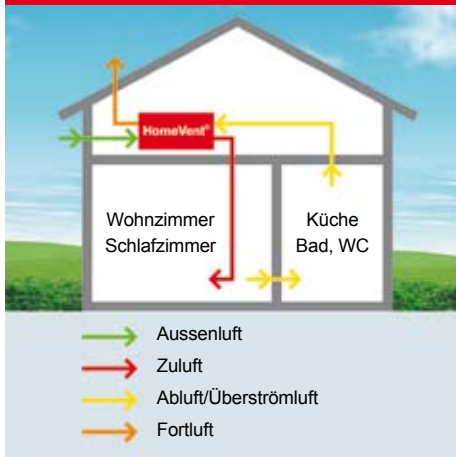 HomeVent®
Wohnzimmer
Schlafzimmer
Küche
Bad, WC
Aussenluft
Zuluft
Abluft/Überströmluft
Fortluft